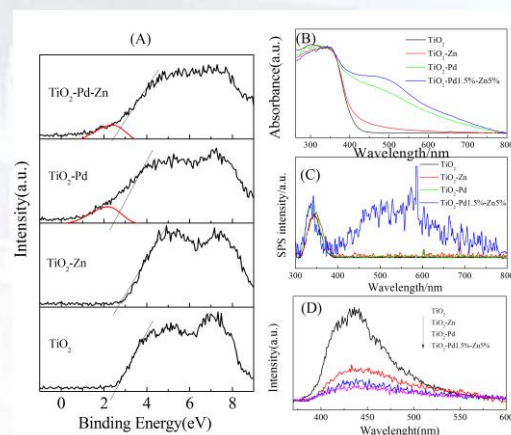 (A)
TiO2-Pd-Zn
TiO2-Pd
TiO2-Zn
TiO2
Intensity(a.u.)
0 2 4 6 8
Binding Energy(eV)
(B)
TiO2
TiO2-Zn
TiO2-Pd
TiO2-Pd1.5%-Zn5%
Absorbance(a.u.)
300 400 500 600 700 800
Wavelength/nm
(C)
TiO2
TiO2-Zn
TiO2-Pd
TiO2-Pd1.5%-Zn5%
SPS intensity/a.u.
300 400 500 600 700 800
Wavelength/nm
(D)
TiO2
TiO2-Zn
TiO2-Pd
TiO2-Pd1.5%-Zn5%
Intensity(a.u.)
400 450 500 550 600
Wavelenght(nm)